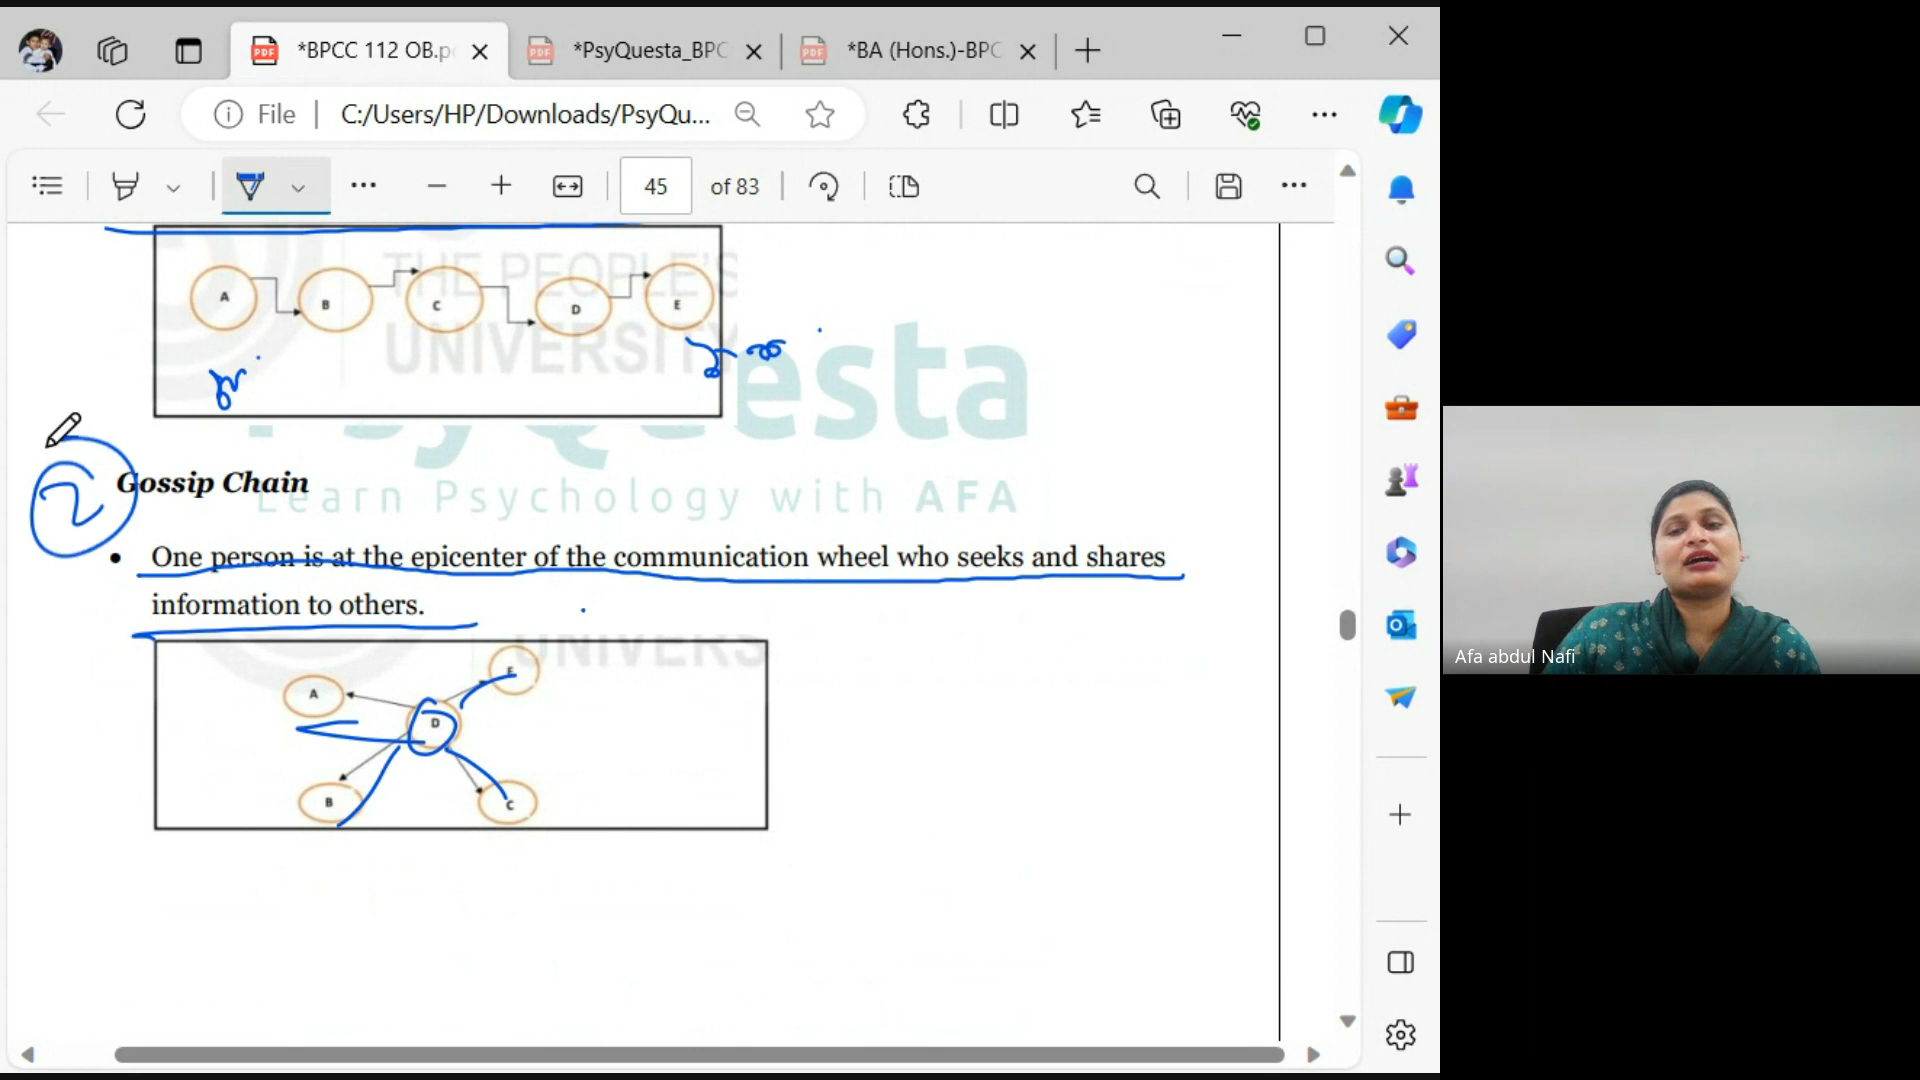 *BPCC 112 OB.p
*PsyQuesta_BPC
*BA (Hons.)-BPC
File
C:/Users/HP/Downloads/PsyQu...
45 of 83
THE PEOPLE'S
UNIVERSITY
A B C D E
PsyQuesta
Learn Psychology with AFA
2
Gossip Chain
• One person is at the epicenter of the communication wheel who seeks and shares
information to others.
UNIVERS
E
A
D
B
C
Afa abdul Nafi